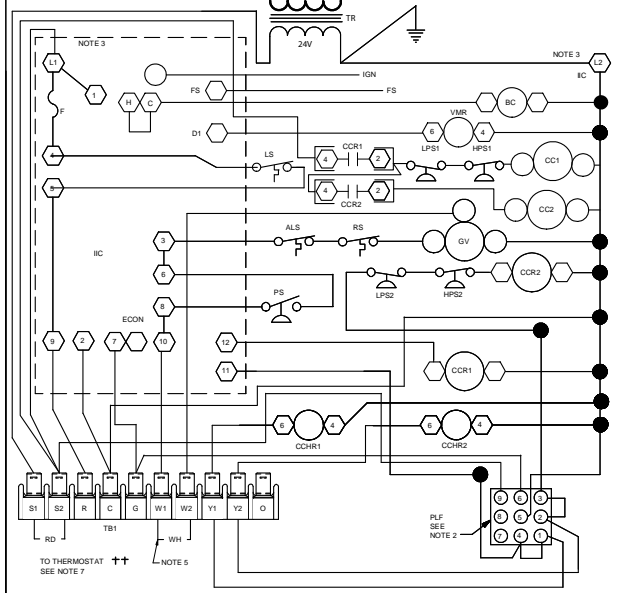 TR
24V
NOTE 3
NOTE 3
L1
L2
IIC
IGN
1
FS
FS
H C
BC
F
VMR
D1
6 4
LPS1 HPS1
CCR1
4 2
LS
CC1
4
5
4 2
CCR2
CC2
ALS RS
3
GV
IIC
6
CCR2
PS
LPS2 HPS2
8
ECON
9 2 7 10 12
11
CCR1
6 4
CCHR1
6 4
CCHR2
S1 S2 R C G W1 W2 Y1 Y2 O
TB1
RD
WH
NOTE 5
TO THERMOSTAT ††
SEE NOTE 7
PLF
SEE
NOTE 2
9 6 3
8 5 2
7 4 1